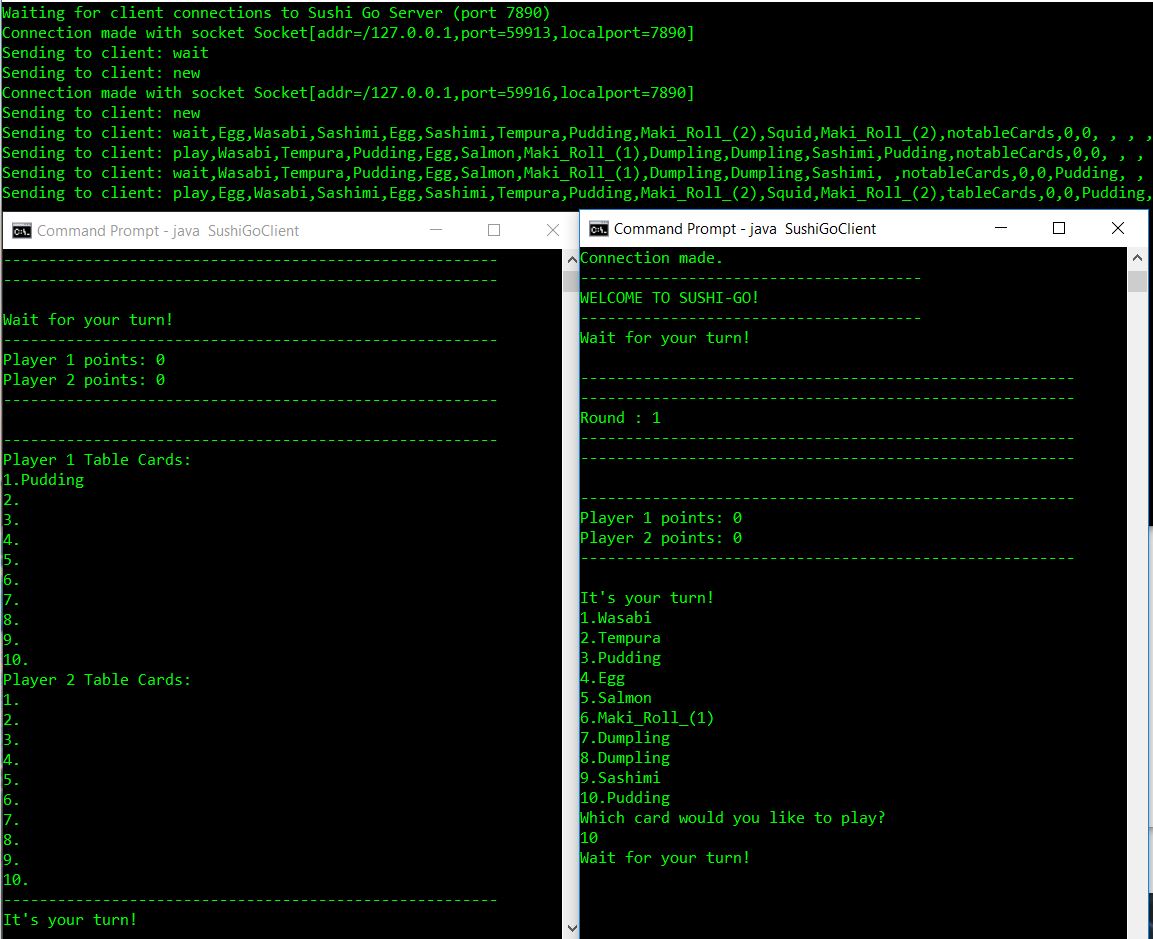 Waiting for client connections to Sushi Go Server (port 7890)
Connection made with socket Socket[addr=/127.0.0.1,port=59913,localport=7890]
Sending to client: wait
Sending to client: new
Connection made with socket Socket[addr=/127.0.0.1,port=59916,localport=7890]
Sending to client: new
Sending to client: wait,Egg,Wasabi,Sashimi,Egg,Sashimi,Tempura,Pudding,Maki_Roll_(2),Squid,Maki_Roll_(2),notableCards,0,0, , , ,
Sending to client: play,Wasabi,Tempura,Pudding,Egg,Salmon,Maki_Roll_(1),Dumpling,Dumpling,Sashimi,Pudding,notableCards,0,0, , ,
Sending to client: wait,Wasabi,Tempura,Pudding,Egg,Salmon,Maki_Roll_(1),Dumpling,Dumpling,Sashimi, ,notableCards,0,0,Pudding, , ,
Sending to client: play,Egg,Wasabi,Sashimi,Egg,Sashimi,Tempura,Pudding,Maki_Roll_(2),Squid,Maki_Roll_(2),tableCards,0,0,Pudding,
Command Prompt - java  SushiGoClient
-------------------------------------------------------
-------------------------------------------------------
Wait for your turn!
-------------------------------------------------------
Player 1 points: 0
Player 2 points: 0
-------------------------------------------------------
-------------------------------------------------------
Player 1 Table Cards:
1.Pudding
2.
3.
4.
5.
6.
7.
8.
9.
10.
Player 2 Table Cards:
1.
2.
3.
4.
5.
6.
7.
8.
9.
10.
-------------------------------------------------------
It's your turn!
Command Prompt - java  SushiGoClient
Connection made.
--------------------------------------
WELCOME TO SUSHI-GO!
--------------------------------------
Wait for your turn!
-------------------------------------------------------
-------------------------------------------------------
Round : 1
-------------------------------------------------------
-------------------------------------------------------
-------------------------------------------------------
Player 1 points: 0
Player 2 points: 0
-------------------------------------------------------
It's your turn!
1.Wasabi
2.Tempura
3.Pudding
4.Egg
5.Salmon
6.Maki_Roll_(1)
7.Dumpling
8.Dumpling
9.Sashimi
10.Pudding
Which card would you like to play?
10
Wait for your turn!